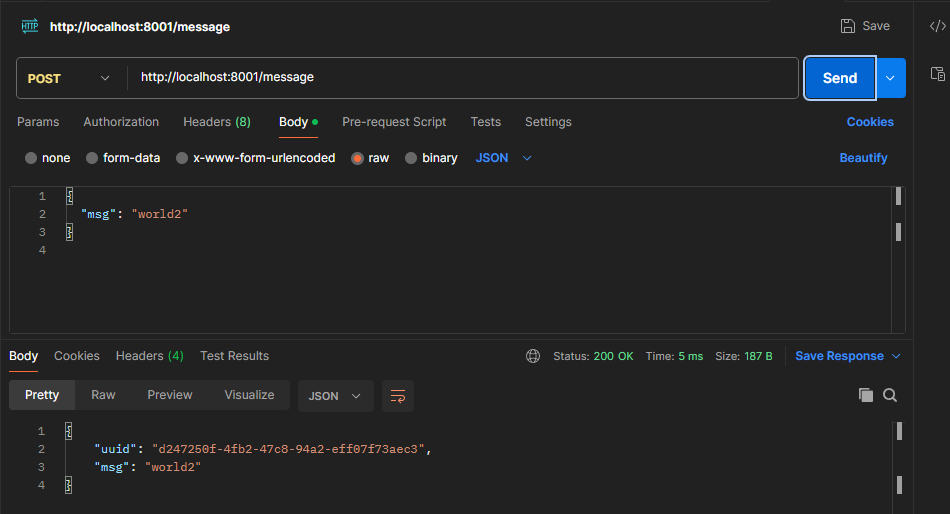 HTTP http://localhost:8001/message Save </>
POST http://localhost:8001/message Send
Params Authorization Headers (8) Body Pre-request Script Tests Settings Cookies
none form-data x-www-form-urlencoded raw binary JSON Beautify
1 {
2 "msg": "world2"
3 }
4
Body Cookies Headers (4) Test Results Status: 200 OK Time: 5 ms Size: 187 B Save Response
Pretty Raw Preview Visualize JSON
1 {
2 "uuid": "d247250f-4fb2-47c8-94a2-eff07f73aec3",
3 "msg": "world2"
4 }